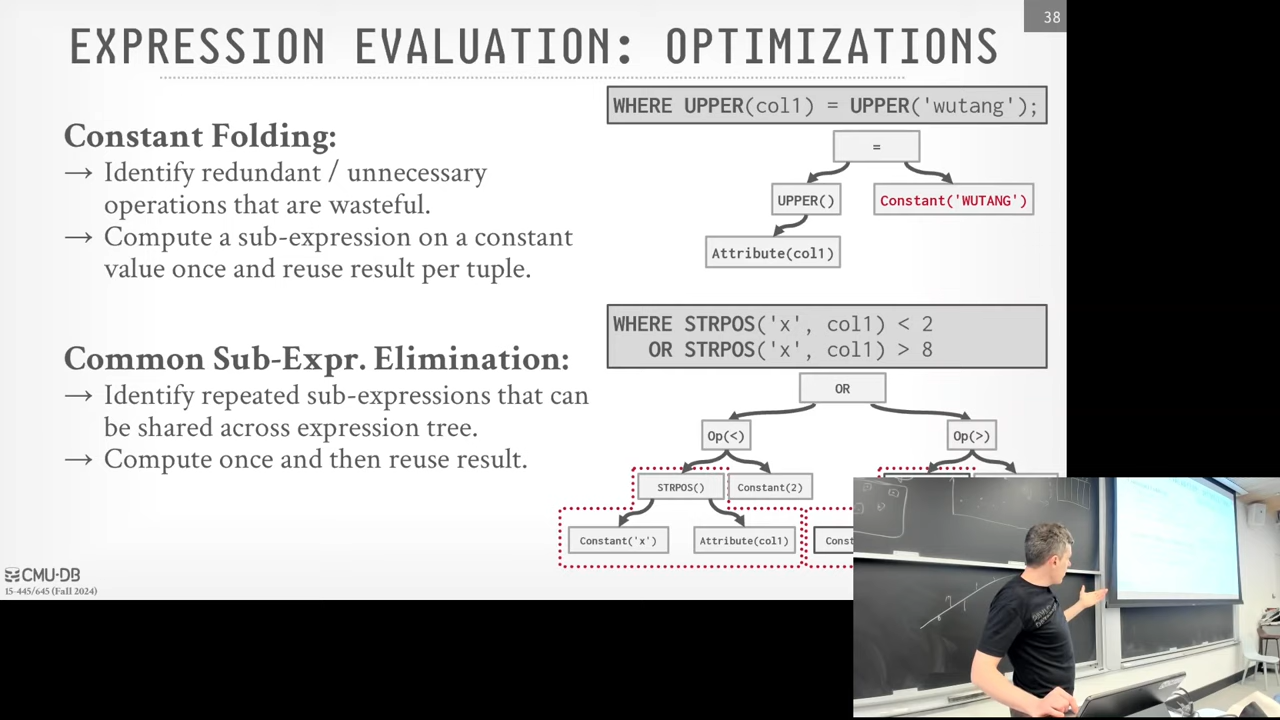 38
EXPRESSION EVALUATION: OPTIMIZATIONS
Constant Folding:
→ Identify redundant / unnecessary
operations that are wasteful.
→ Compute a sub-expression on a constant
value once and reuse result per tuple.
WHERE UPPER(col1) = UPPER('wutang');
=
UPPER()
Constant('WUTANG')
Attribute(col1)
Common Sub-Expr. Elimination:
→ Identify repeated sub-expressions that can
be shared across expression tree.
→ Compute once and then reuse result.
WHERE STRPOS('x', col1) < 2
OR STRPOS('x', col1) > 8
OR
Op(<)
Op(>)
STRPOS()
Constant(2)
Constant('x')
Attribute(col1)
CMU·DB
15-445/645 (Fall 2024)